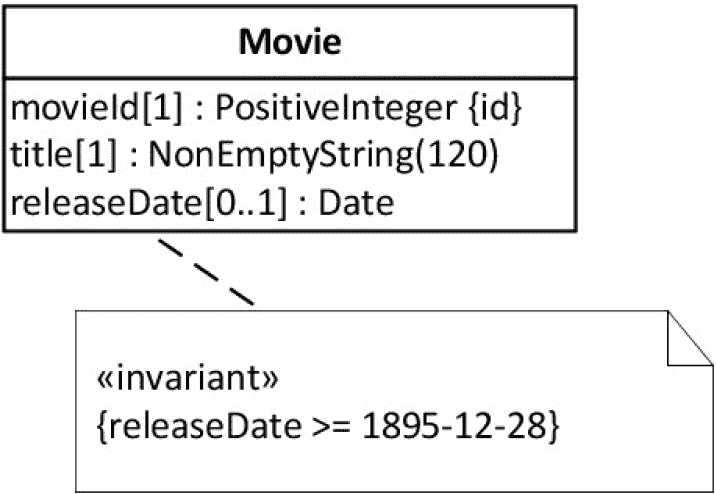 Movie
movieId[1] : PositiveInteger {id}
title[1] : NonEmptyString(120)
releaseDate[0..1] : Date
«invariant»
{releaseDate >= 1895-12-28}